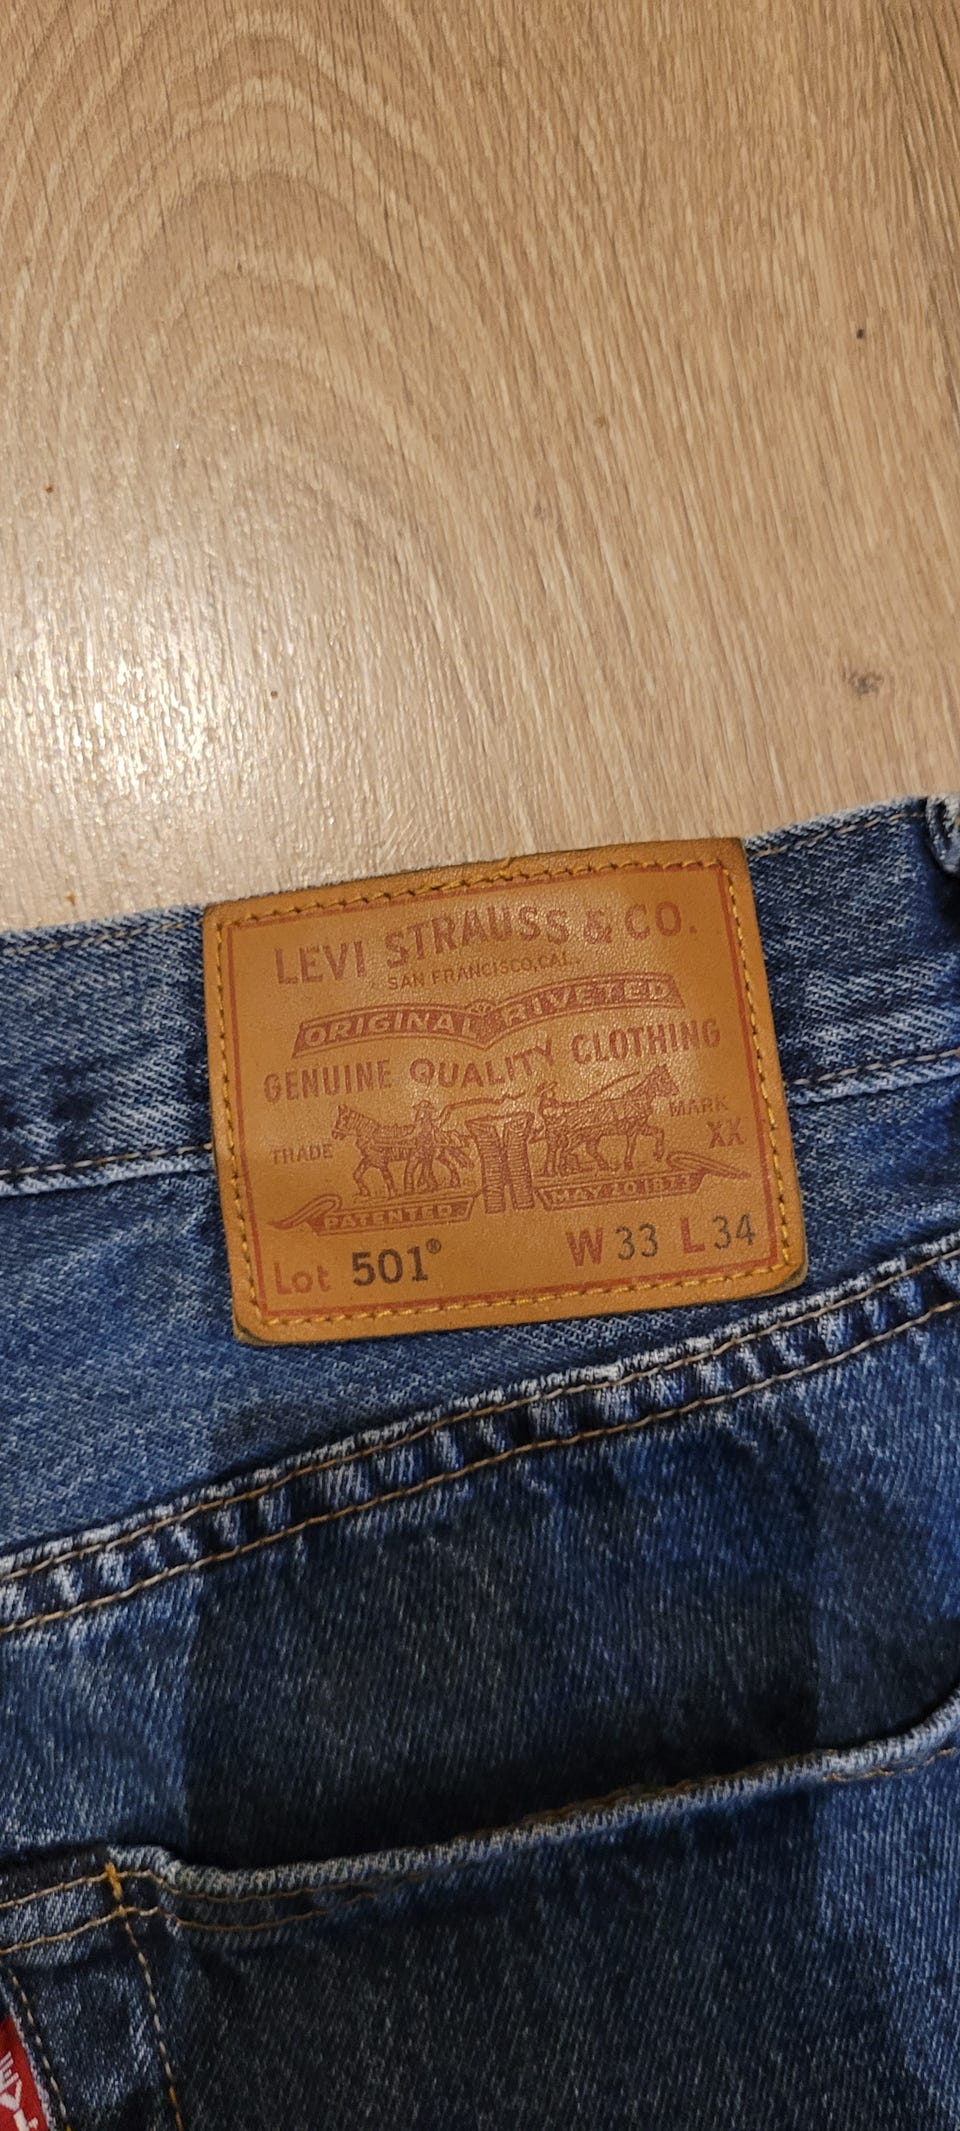 LEVI STRAUSS & CO.
SAN FRANCISCO, CAL.
ORIGINAL RIVETED
GENUINE QUALITY CLOTHING
TRADE MARK
XX
PATENTED MAY 20 1873
Lot 501® W 33 L 34
LEVI'S